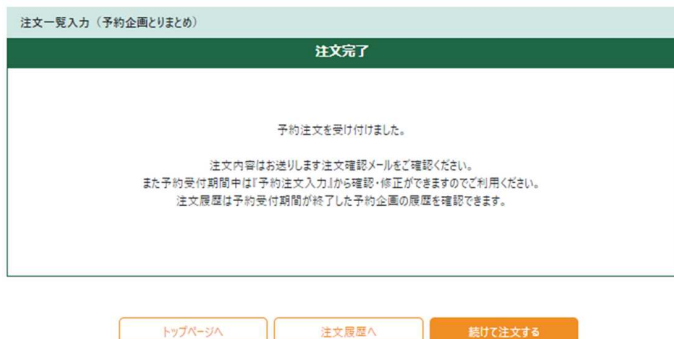 注文一覧入力（予約企画とりまとめ）
注文完了
予約注文を受け付けました。
注文内容はお送りします注文確認メールをご確認ください。
また予約受付期間中は『予約注文入力』から確認・修正ができますのでご利用ください。
注文履歴は予約受付期間が終了した予約企画の履歴を確認できます。
トップページへ
注文履歴へ
続けて注文する